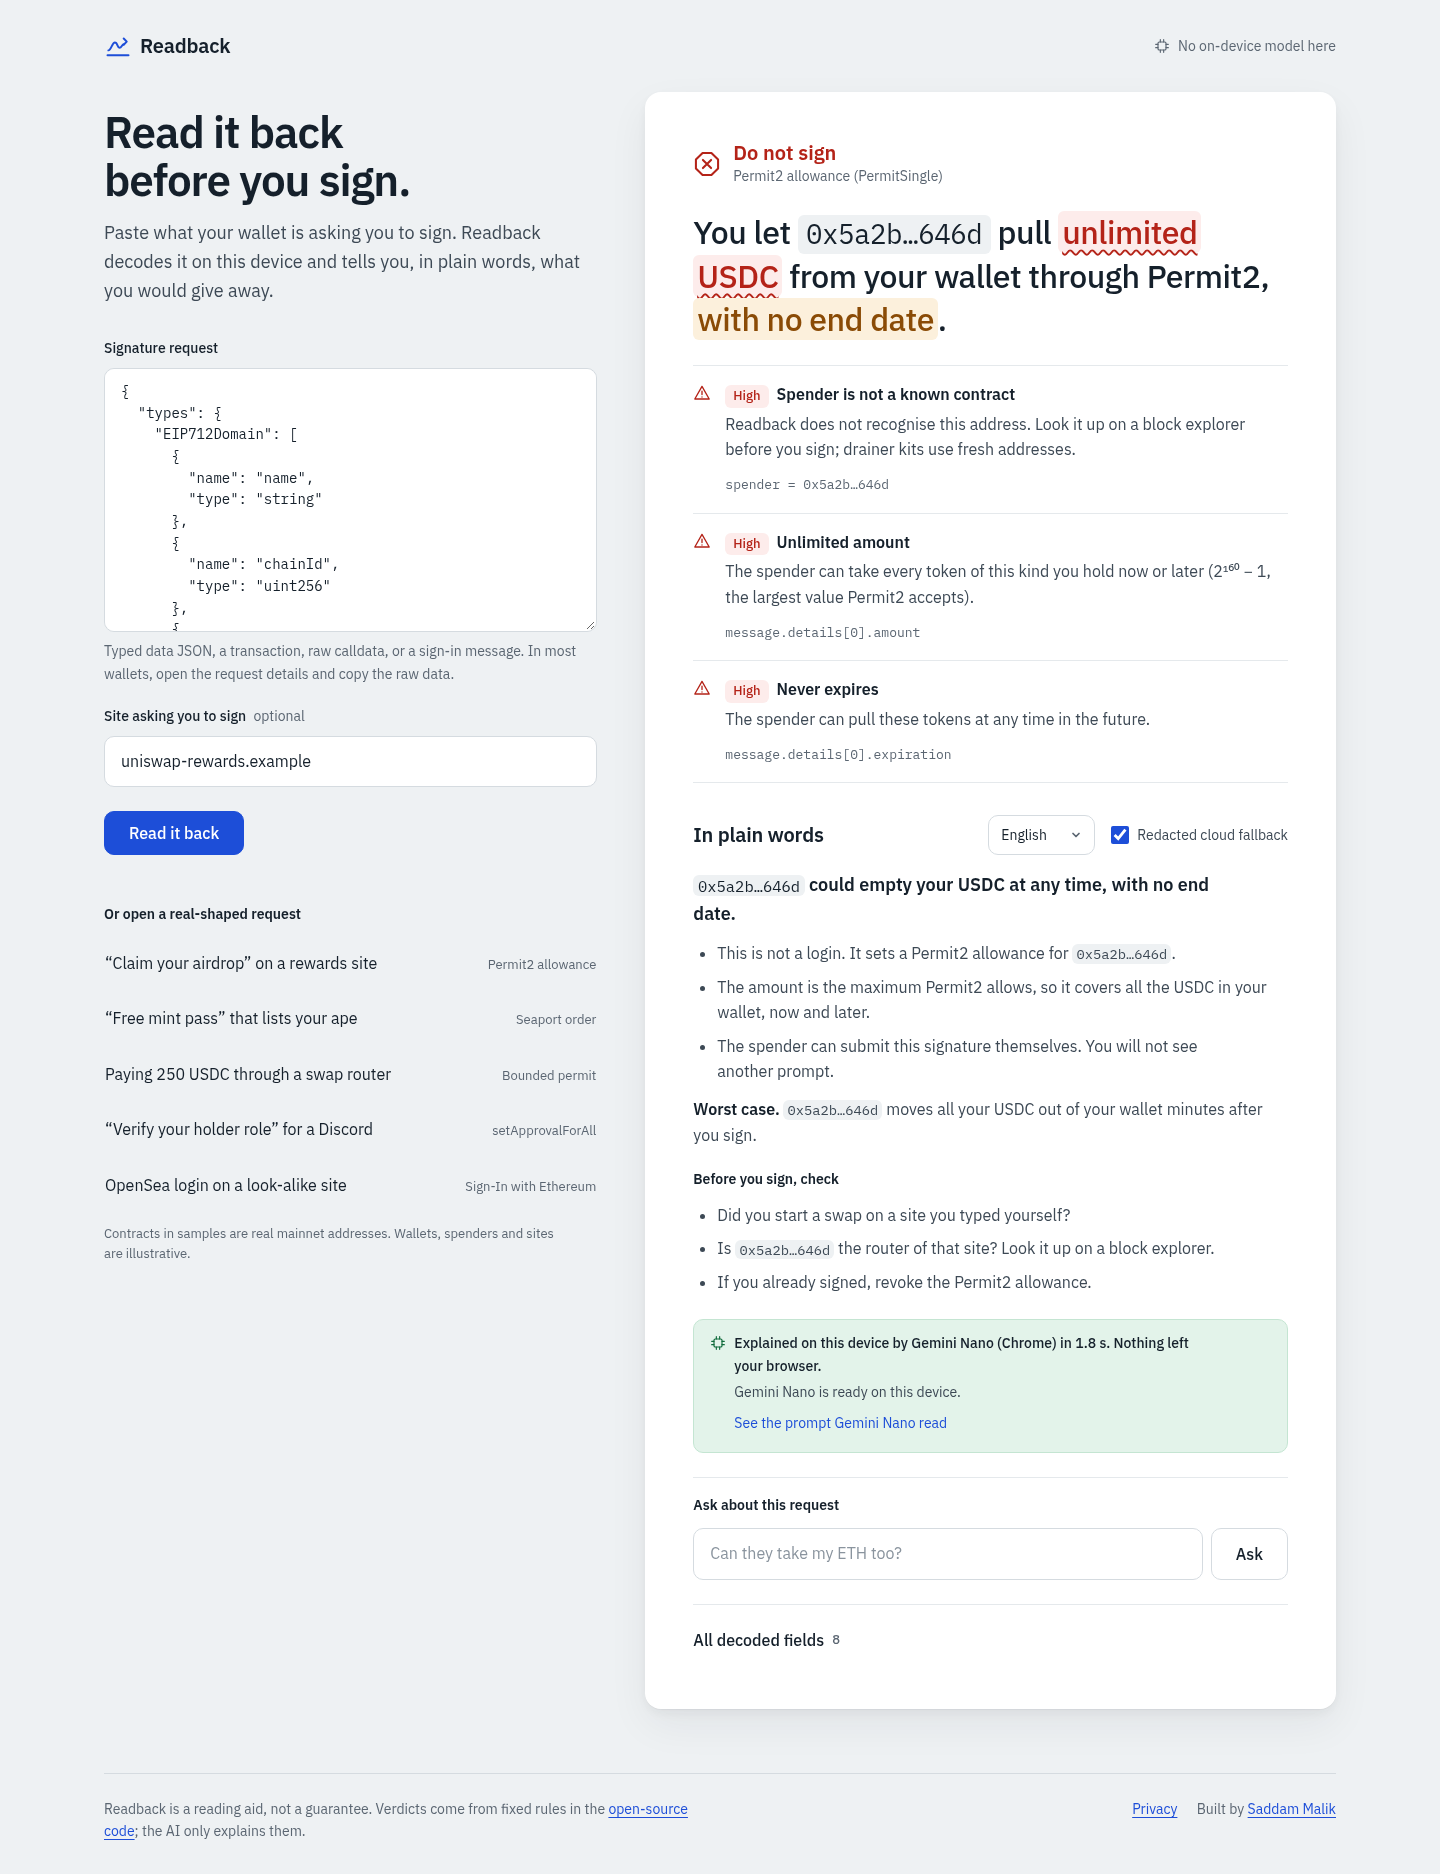 Readback
No on-device model here
Read it back
before you sign.
Paste what your wallet is asking you to sign. Readback
decodes it on this device and tells you, in plain words, what
you would give away.
Signature request
{
  "types": {
    "EIP712Domain": [
      {
        "name": "name",
        "type": "string"
      },
      {
        "name": "chainId",
        "type": "uint256"
      },
      {
Typed data JSON, a transaction, raw calldata, or a sign-in message. In most
wallets, open the request details and copy the raw data.
Site asking you to sign optional
uniswap-rewards.example
Read it back
Or open a real-shaped request
“Claim your airdrop” on a rewards site Permit2 allowance
“Free mint pass” that lists your ape Seaport order
Paying 250 USDC through a swap router Bounded permit
“Verify your holder role” for a Discord setApprovalForAll
OpenSea login on a look-alike site Sign-In with Ethereum
Contracts in samples are real mainnet addresses. Wallets, spenders and sites
are illustrative.
Do not sign
Permit2 allowance (PermitSingle)
You let 0x5a2b…646d pull unlimited
USDC from your wallet through Permit2,
with no end date.
High Spender is not a known contract
Readback does not recognise this address. Look it up on a block explorer
before you sign; drainer kits use fresh addresses.
spender = 0x5a2b…646d
High Unlimited amount
The spender can take every token of this kind you hold now or later (2¹⁶⁰ − 1,
the largest value Permit2 accepts).
message.details[0].amount
High Never expires
The spender can pull these tokens at any time in the future.
message.details[0].expiration
In plain words
English
Redacted cloud fallback
0x5a2b…646d could empty your USDC at any time, with no end
date.
• This is not a login. It sets a Permit2 allowance for 0x5a2b…646d.
• The amount is the maximum Permit2 allows, so it covers all the USDC in your
wallet, now and later.
• The spender can submit this signature themselves. You will not see
another prompt.
Worst case. 0x5a2b…646d moves all your USDC out of your wallet minutes after
you sign.
Before you sign, check
• Did you start a swap on a site you typed yourself?
• Is 0x5a2b…646d the router of that site? Look it up on a block explorer.
• If you already signed, revoke the Permit2 allowance.
Explained on this device by Gemini Nano (Chrome) in 1.8 s. Nothing left
your browser.
Gemini Nano is ready on this device.
See the prompt Gemini Nano read
Ask about this request
Can they take my ETH too?
Ask
All decoded fields 8
Readback is a reading aid, not a guarantee. Verdicts come from fixed rules in the open-source
code; the AI only explains them.
Privacy Built by Saddam Malik